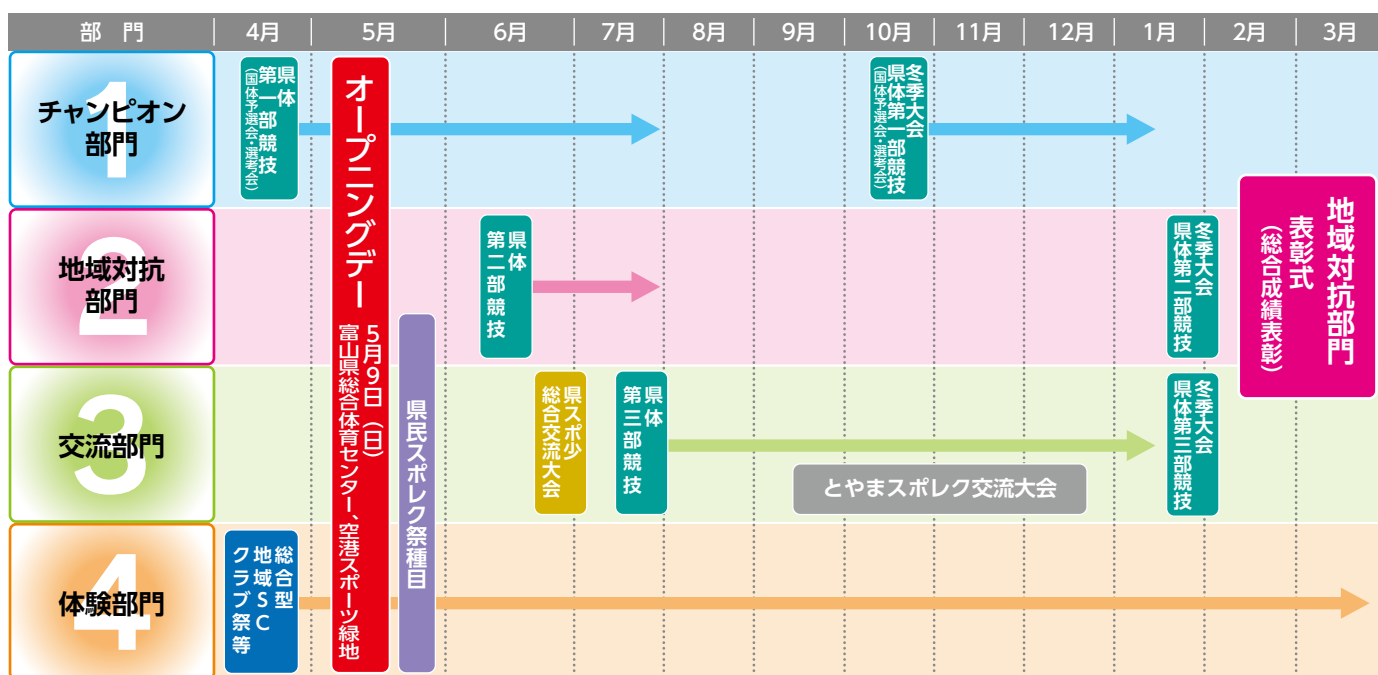 部　門 4月 5月 6月 7月 8月 9月 10月 11月 12月 1月 2月 3月
1
チャンピオン
部門
県体
第一部競技
（国体予選会・選考会）
オープニングデー
5月9日（日）
富山県総合体育センター、空港スポーツ緑地
冬季大会
県体第一部競技
（国体予選会・選考会）
2
地域対抗
部門
県体
第二部競技
冬季大会
県体第二部競技
地域対抗部門
表彰式
（総合成績表彰）
県民スポレク祭種目
3
交流部門
県スポ少
総合交流大会
県体
第三部競技
とやまスポレク交流大会
冬季大会
県体第三部競技
4
体験部門
総合型
地域SC
クラブ祭等